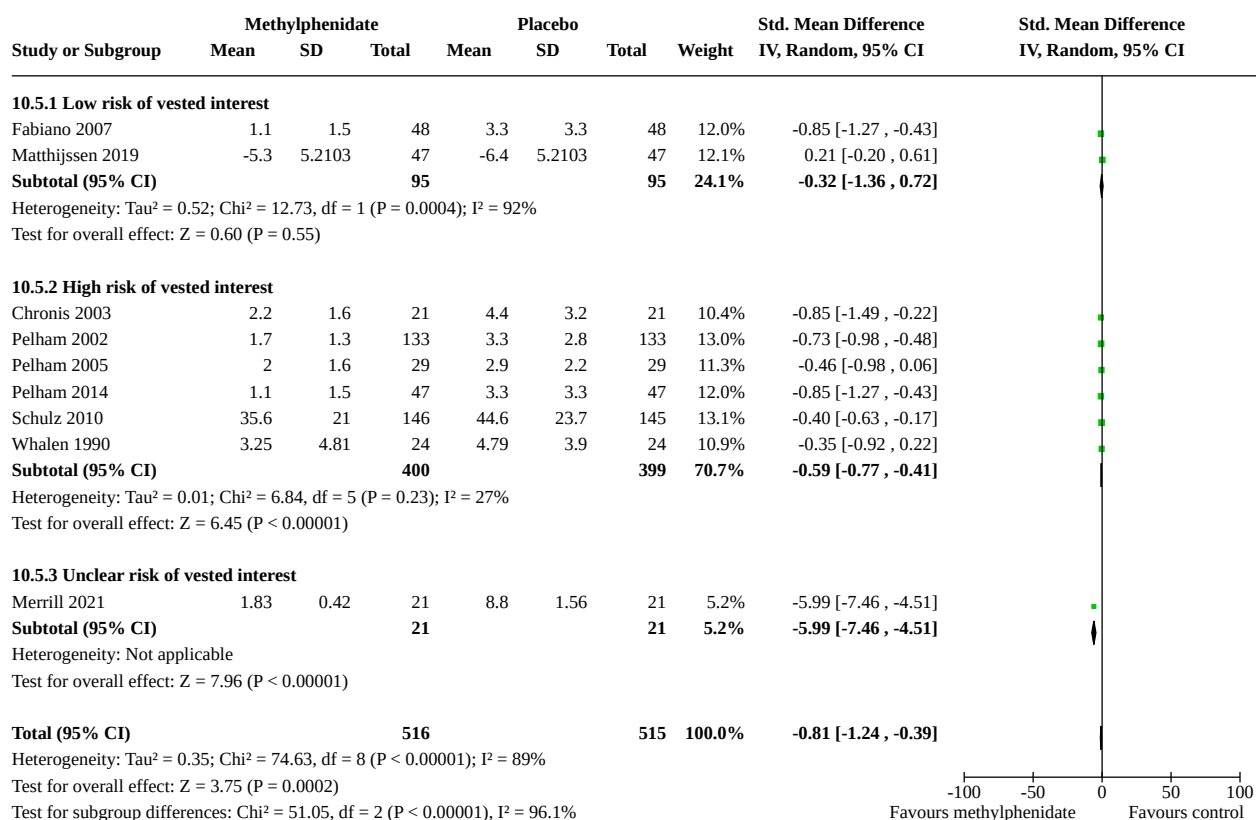 Methylphenidate Placebo Std. Mean Difference Std. Mean Difference
Study or Subgroup Mean SD Total Mean SD Total Weight IV, Random, 95% CI IV, Random, 95% CI
10.5.1 Low risk of vested interest
Fabiano 2007 1.1 1.5 48 3.3 3.3 48 12.0% -0.85 [-1.27 , -0.43]
Matthijssen 2019 -5.3 5.2103 47 -6.4 5.2103 47 12.1% 0.21 [-0.20 , 0.61]
Subtotal (95% CI) 95 95 24.1% -0.32 [-1.36 , 0.72]
Heterogeneity: Tau² = 0.52; Chi² = 12.73, df = 1 (P = 0.0004); I² = 92%
Test for overall effect: Z = 0.60 (P = 0.55)
10.5.2 High risk of vested interest
Chronis 2003 2.2 1.6 21 4.4 3.2 21 10.4% -0.85 [-1.49 , -0.22]
Pelham 2002 1.7 1.3 133 3.3 2.8 133 13.0% -0.73 [-0.98 , -0.48]
Pelham 2005 2 1.6 29 2.9 2.2 29 11.3% -0.46 [-0.98 , 0.06]
Pelham 2014 1.1 1.5 47 3.3 3.3 47 12.0% -0.85 [-1.27 , -0.43]
Schulz 2010 35.6 21 146 44.6 23.7 145 13.1% -0.40 [-0.63 , -0.17]
Whalen 1990 3.25 4.81 24 4.79 3.9 24 10.9% -0.35 [-0.92 , 0.22]
Subtotal (95% CI) 400 399 70.7% -0.59 [-0.77 , -0.41]
Heterogeneity: Tau² = 0.01; Chi² = 6.84, df = 5 (P = 0.23); I² = 27%
Test for overall effect: Z = 6.45 (P < 0.00001)
10.5.3 Unclear risk of vested interest
Merrill 2021 1.83 0.42 21 8.8 1.56 21 5.2% -5.99 [-7.46 , -4.51]
Subtotal (95% CI) 21 21 5.2% -5.99 [-7.46 , -4.51]
Heterogeneity: Not applicable
Test for overall effect: Z = 7.96 (P < 0.00001)
Total (95% CI) 516 515 100.0% -0.81 [-1.24 , -0.39]
Heterogeneity: Tau² = 0.35; Chi² = 74.63, df = 8 (P < 0.00001); I² = 89%
Test for overall effect: Z = 3.75 (P = 0.0002)
-100 -50 0 50 100
Test for subgroup differences: Chi² = 51.05, df = 2 (P < 0.00001), I² = 96.1% Favours methylphenidate Favours control